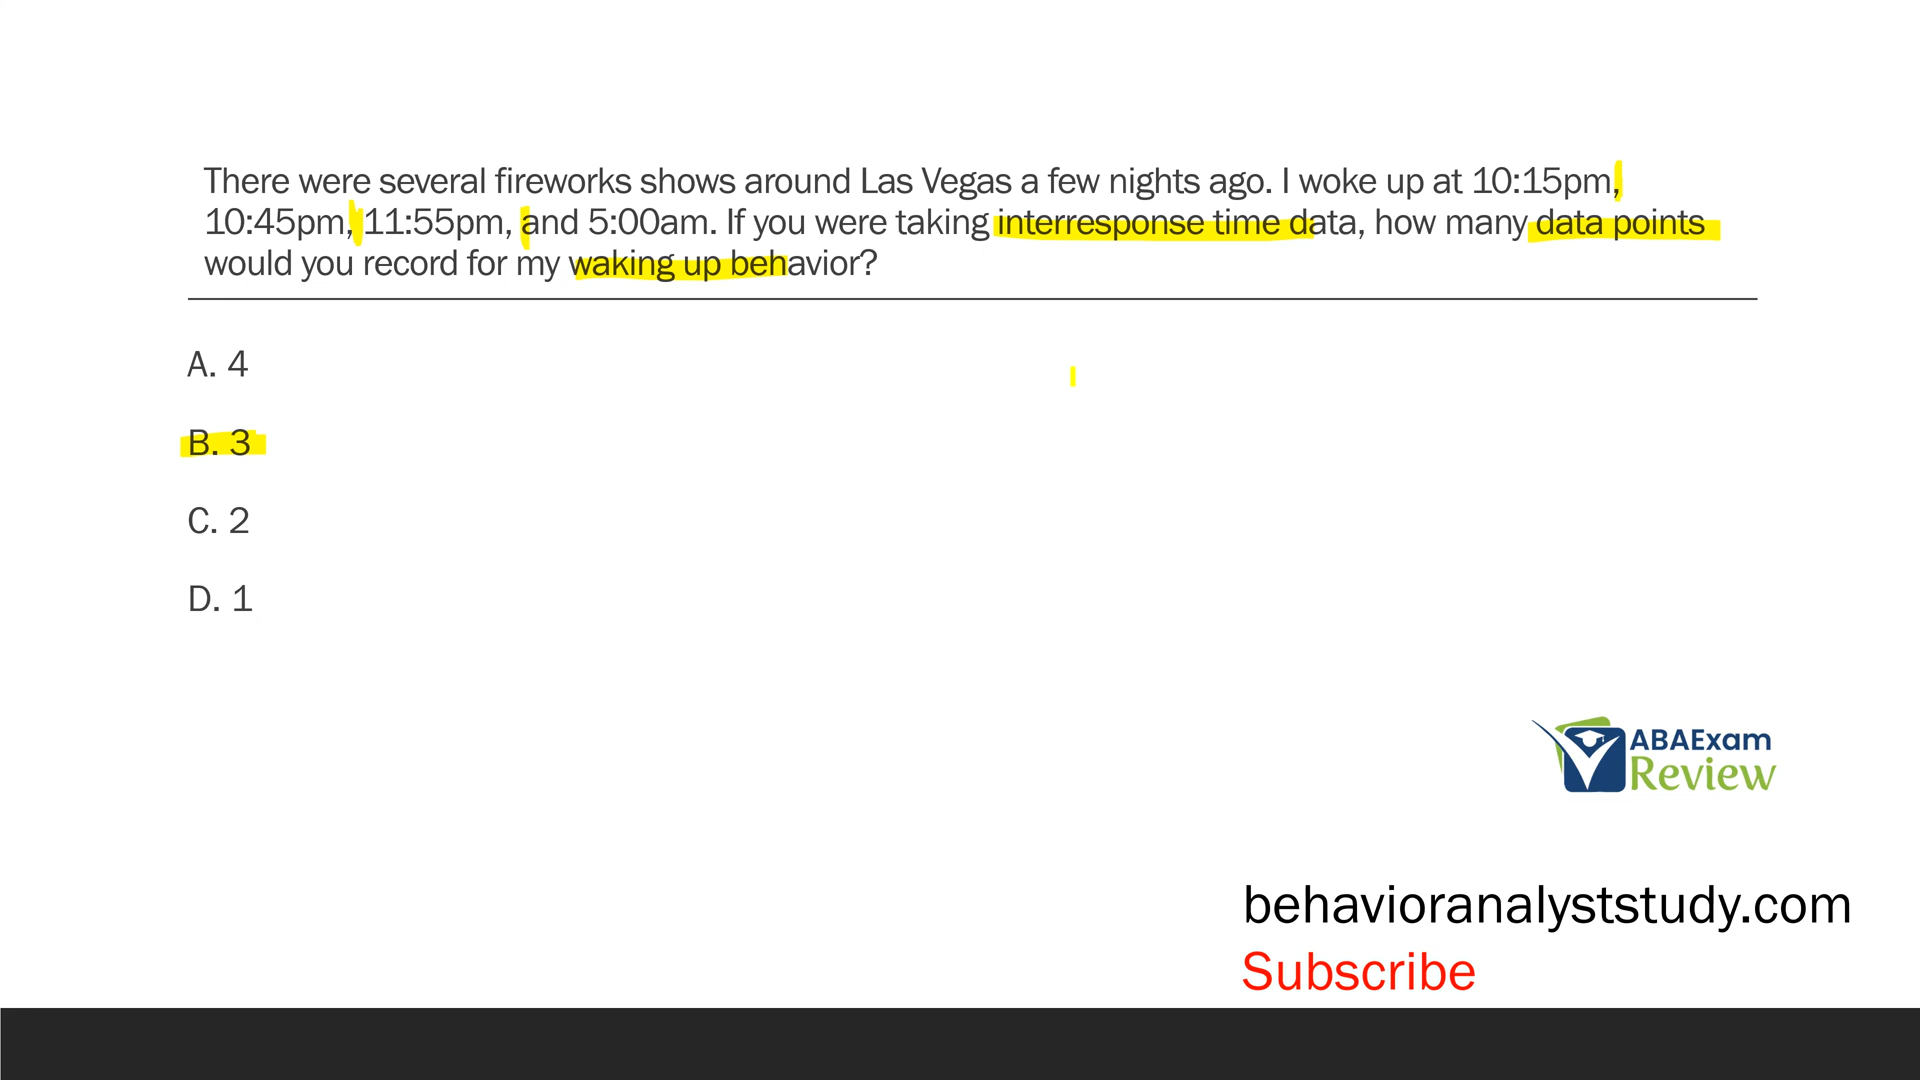 There were several fireworks shows around Las Vegas a few nights ago. I woke up at 10:15pm,
10:45pm, 11:55pm, and 5:00am. If you were taking interresponse time data, how many data points
would you record for my waking up behavior?
A. 4
B. 3
C. 2
D. 1
ABAExam
Review
behavioranalyststudy.com
Subscribe